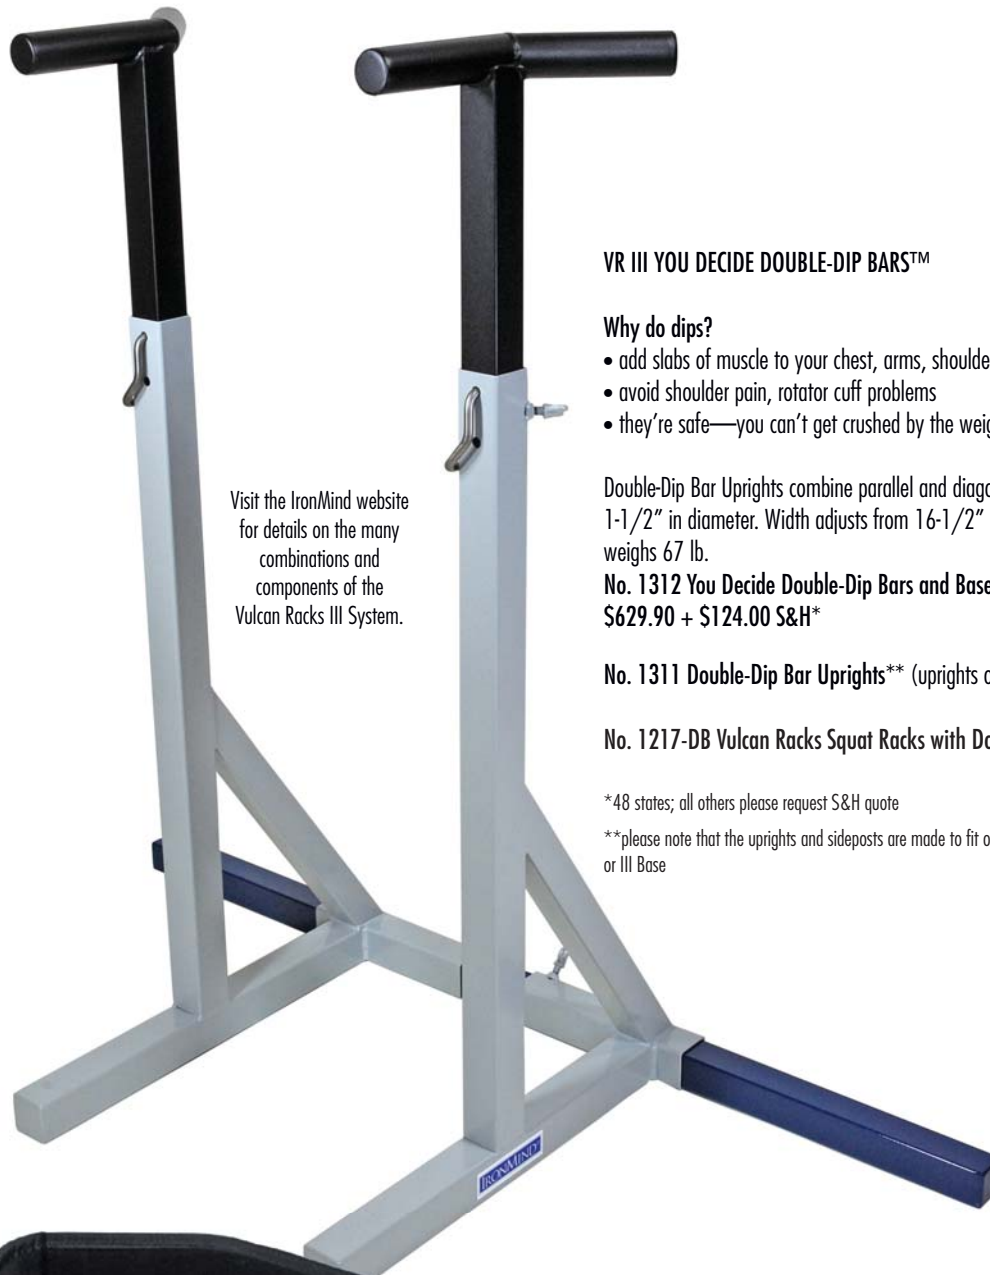 VR III YOU DECIDE DOUBLE-DIP BARS™
Why do dips?
• add slabs of muscle to your chest, arms,
• avoid shoulder pain, rotator cuff problems
• they're safe—you can't get crushed by the
Double-Dip Bar Uprights combine parallel and
1-1/2" in diameter. Width adjusts from 16-1/2"
weighs 67 lb.
No. 1312 You Decide Double-Dip Bars and Base
$629.90 + $124.00 S&H*
No. 1311 Double-Dip Bar Uprights** (uprights
No. 1217-DB Vulcan Racks Squat Racks with
*48 states; all others please request S&H quote
**please note that the uprights and sideposts are made to fit
or III Base
Visit the IronMind website
for details on the many
combinations and
components of the
Vulcan Racks III System.
IRONMIND